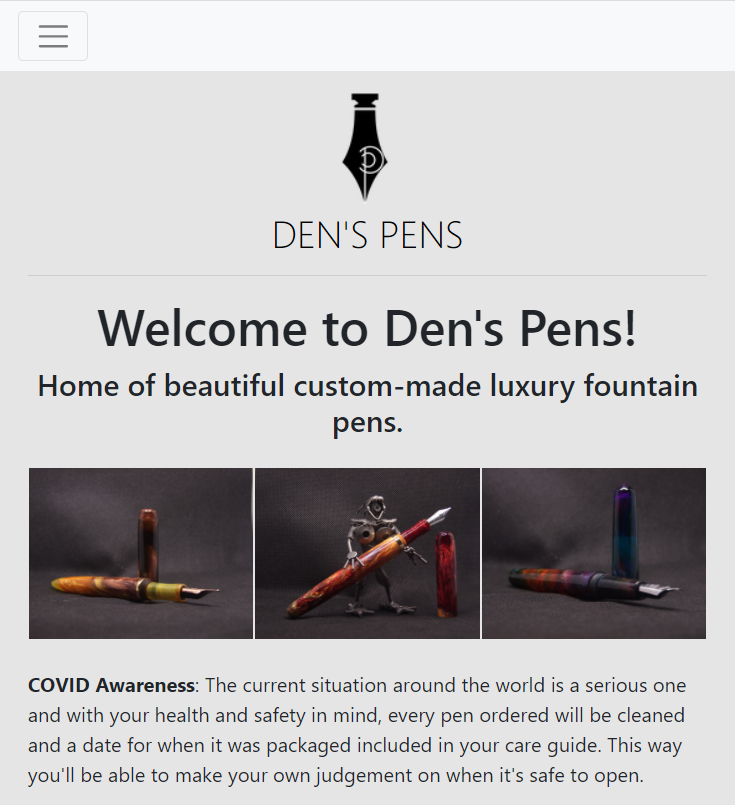 DEN'S PENS
Welcome to Den's Pens!
Home of beautiful custom-made luxury fountain
pens.
COVID Awareness: The current situation around the world is a serious one
and with your health and safety in mind, every pen ordered will be cleaned
and a date for when it was packaged included in your care guide. This way
you'll be able to make your own judgement on when it's safe to open.